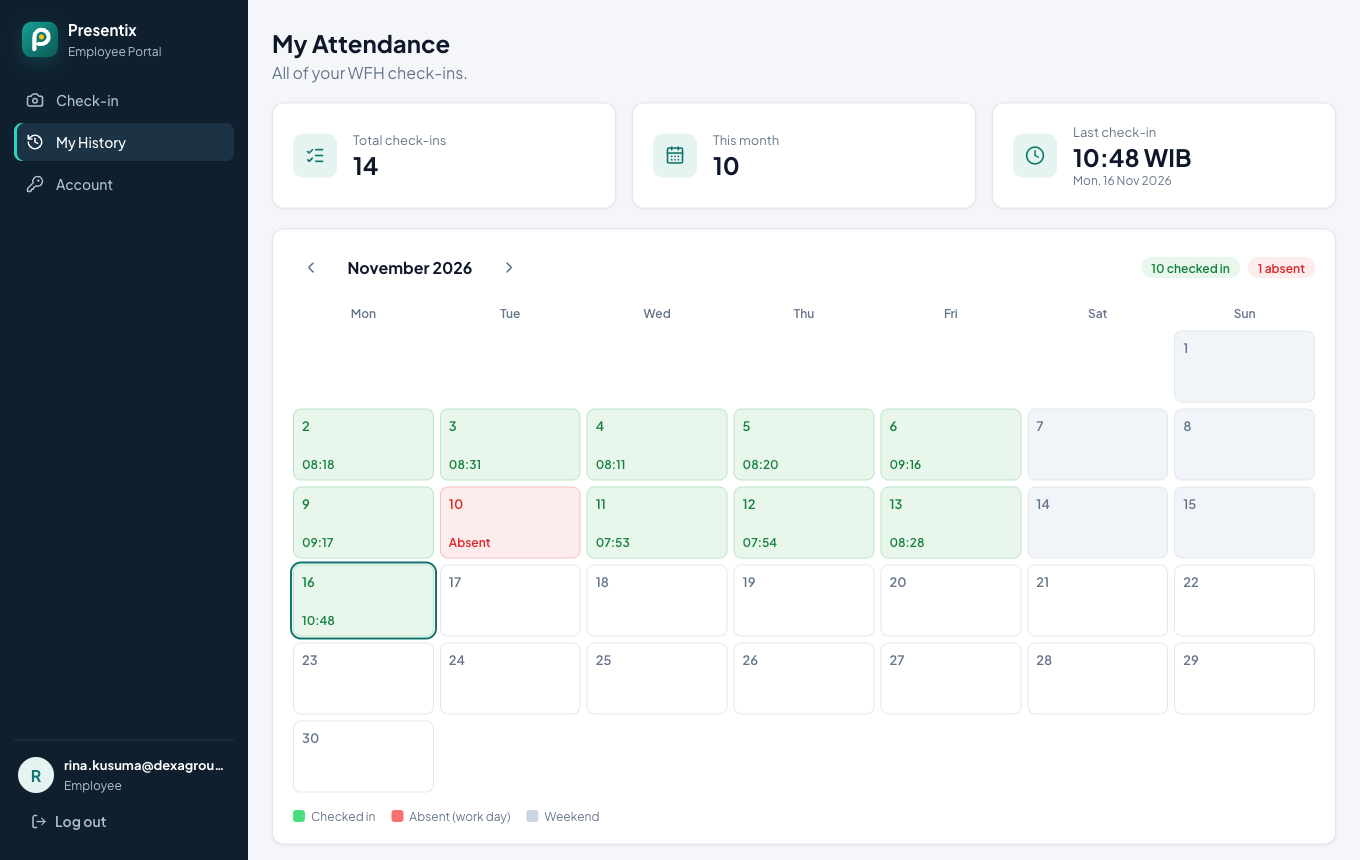 Presentix
Employee Portal
Check-in
My History
Account
rina.kusuma@dexagrou…
R
Employee
Log out
My Attendance
All of your WFH check-ins.
Total check-ins
14
This month
10
Last check-in
10:48 WIB
Mon, 16 Nov 2026
November 2026
10 checked in
1 absent
Mon Tue Wed Thu Fri Sat Sun
1
2 3 4 5 6 7 8
08:18 08:31 08:11 08:20 09:16
9 10 11 12 13 14 15
09:17 Absent 07:53 07:54 08:28
16 17 18 19 20 21 22
10:48
23 24 25 26 27 28 29
30
Checked in
Absent (work day)
Weekend